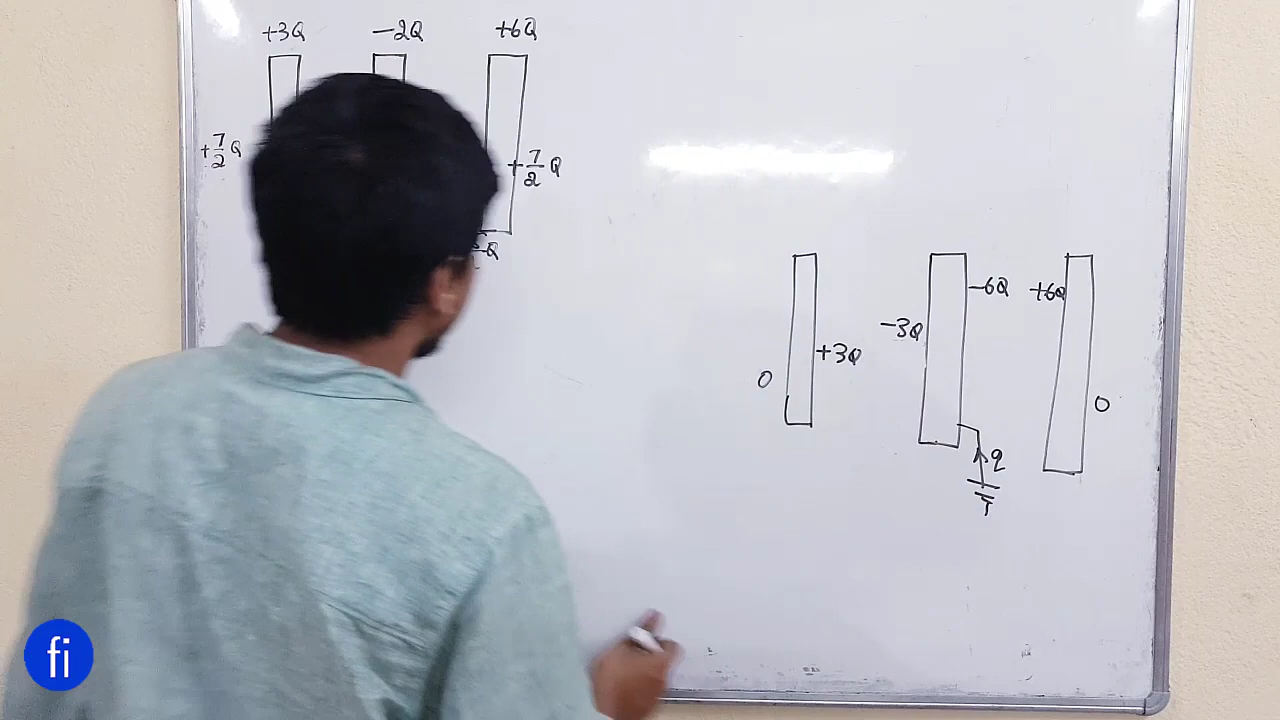 +3Q -2Q +6Q
+7/2 Q
+7/2 Q
Q
-6Q +6Q
-3Q
+3Q
0
0
q
fi